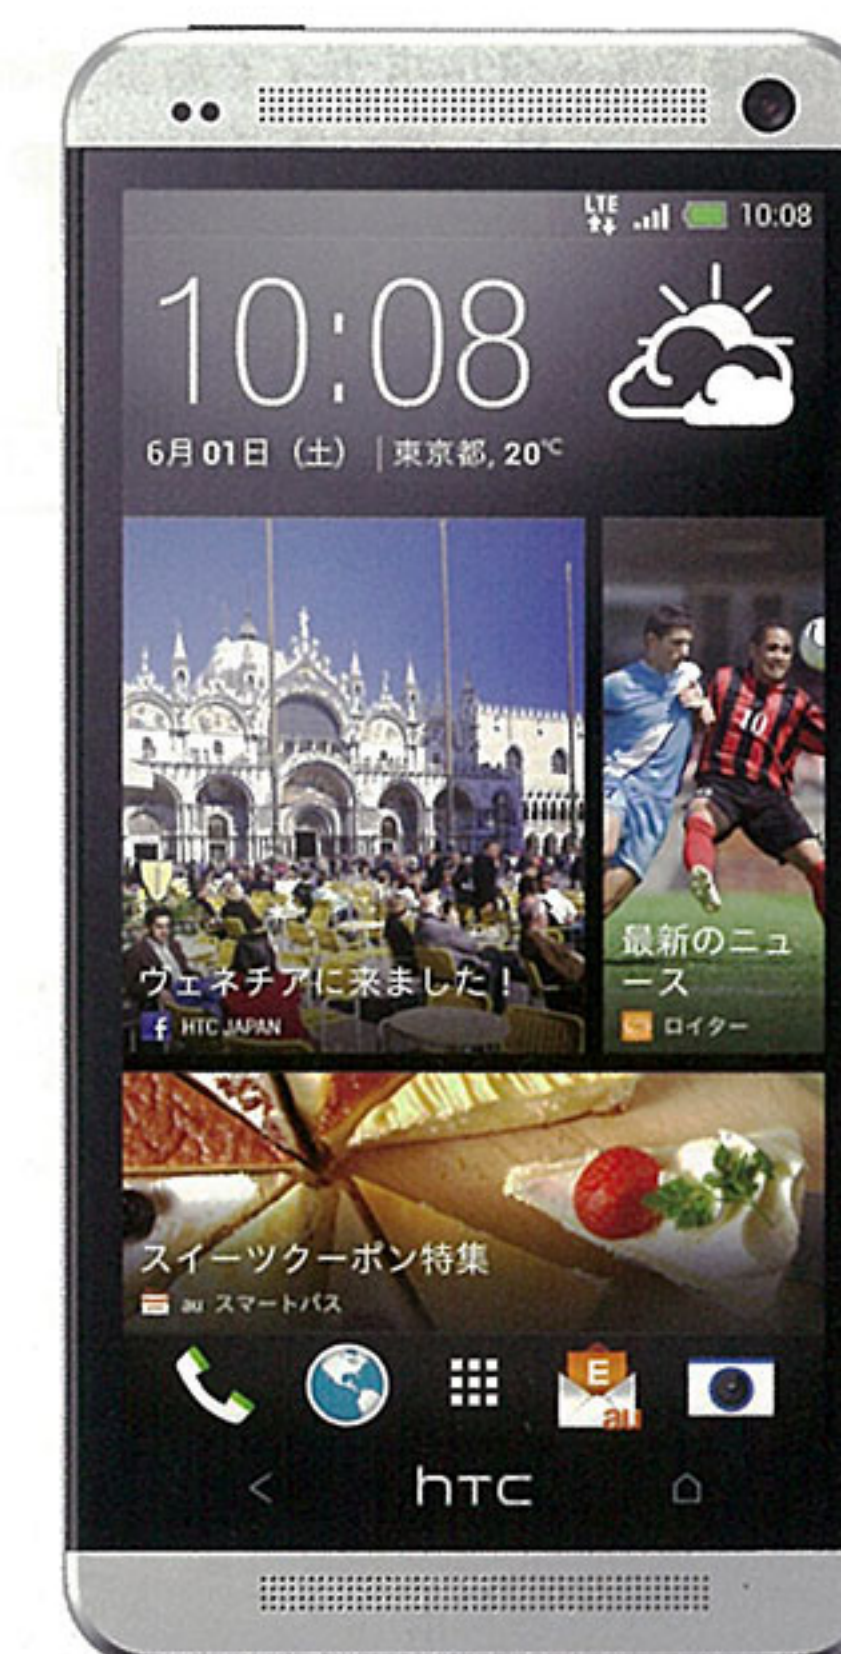 LTE 10:08
10:08
6月01日（土）｜東京都, 20℃
10
ヴェネチアに来ました！
f HTC JAPAN
最新のニュ
ース
ロイター
スイーツクーポン特集
au スマートパス
E
au
hTC